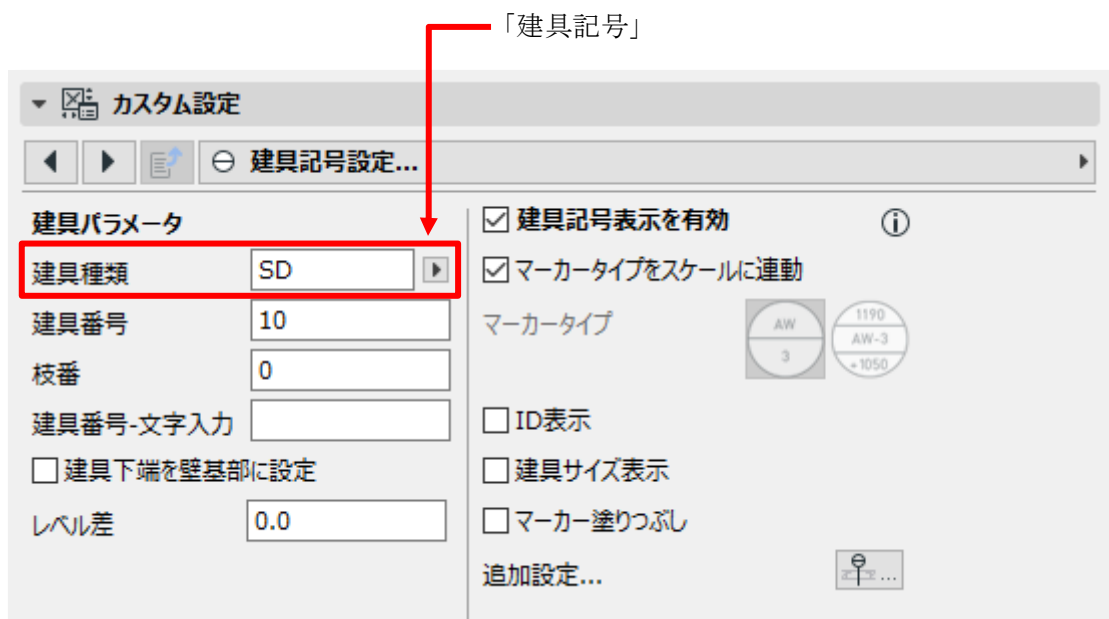 「建具記号」
カスタム設定
建具記号設定...
建具パラメータ
建具種類 SD
建具番号 10
枝番 0
建具番号-文字入力
建具下端を壁基部に設定
レベル差 0.0
建具記号表示を有効
マーカータイプをスケールに連動
マーカータイプ
AW
3
1190
AW-3
+1050
ID表示
建具サイズ表示
マーカー塗りつぶし
追加設定...
...